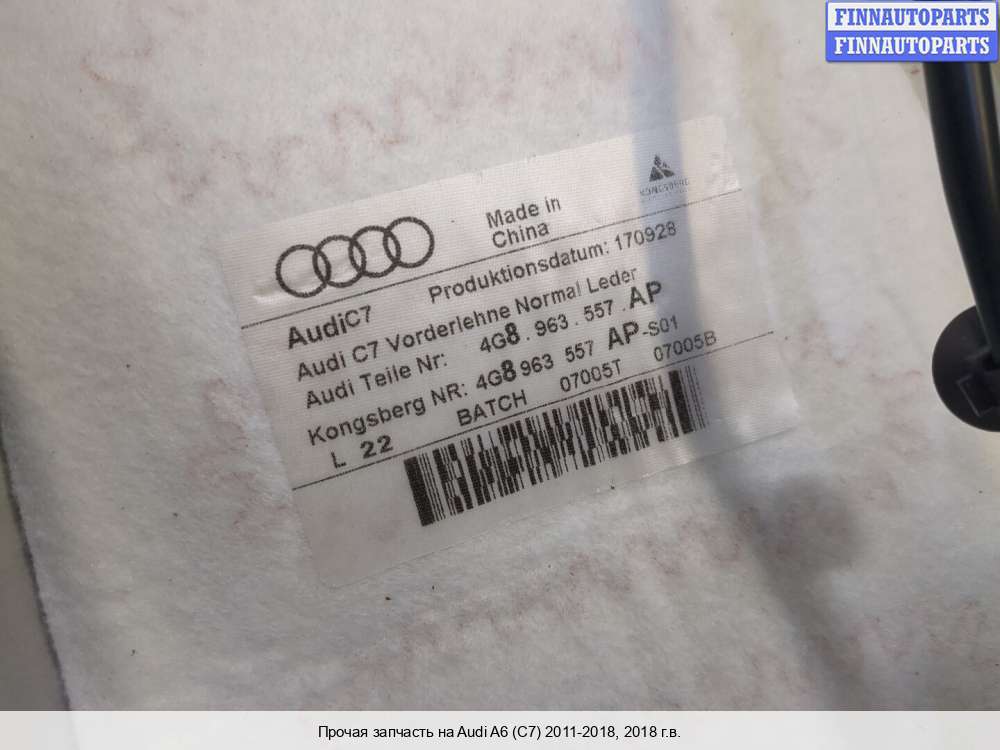 FINNAUTOPARTS
FINNAUTOPARTS
KONGSBERG
Made in
China
Produktionsdatum: 170928
AudiC7
Audi C7 Vorderlehne Normal Leder
Audi Teile Nr: 4G8 . 963 . 557 . AP
Kongsberg NR: 4G8 963 557 AP-S01
L 22 BATCH 07005T 07005B
Прочая запчасть на Audi A6 (C7) 2011-2018, 2018 г.в.